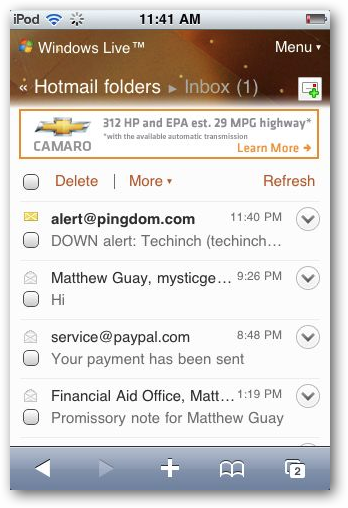 iPod 11:41 AM
Windows Live™ Menu
« Hotmail folders ▸ Inbox (1)
CAMARO
312 HP and EPA est. 29 MPG highway*
*with the available automatic transmission
Learn More
Delete | More Refresh
alert@pingdom.com 11:40 PM
DOWN alert: Techinch (techinch…
Matthew Guay, mysticge… 9:26 PM
Hi
service@paypal.com 8:48 PM
Your payment has been sent
Financial Aid Office, Matt… 1:19 PM
Promissory note for Matthew Guay
2